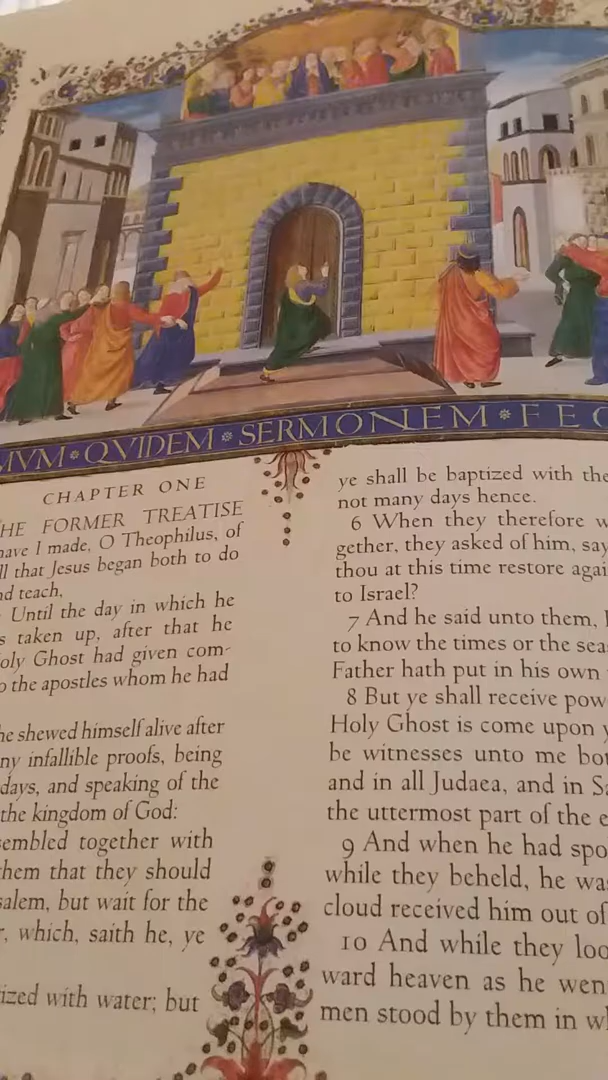 MVM * QVIDEM * SERMONEM * FEC
CHAPTER ONE
HE FORMER TREATISE
have I made, O Theophilus, of
ll that Jesus began both to do
nd teach,
Until the day in which he
s taken up, after that he
oly Ghost had given com-
o the apostles whom he had
he shewed himself alive after
ny infallible proofs, being
days, and speaking of the
the kingdom of God:
sembled together with
them that they should
salem, but wait for the
r, which, saith he, ye
ized with water; but
ye shall be baptized with the
not many days hence.
6 When they therefore w
gether, they asked of him, say
thou at this time restore agai
to Israel?
7 And he said unto them, I
to know the times or the sea
Father hath put in his own
8 But ye shall receive pow
Holy Ghost is come upon y
be witnesses unto me bot
and in all Judaea, and in Sa
the uttermost part of the e
9 And when he had spo
while they beheld, he was
cloud received him out of
10 And while they loo
ward heaven as he wen
men stood by them in wh